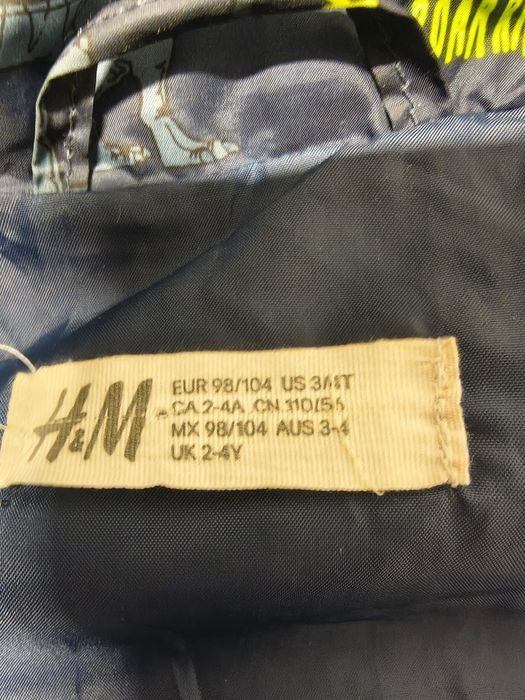 H&M
EUR 98/104 US 3/4T
CA 2-4A CN 110/56
MX 98/104 AUS 3-4
UK 2-4Y